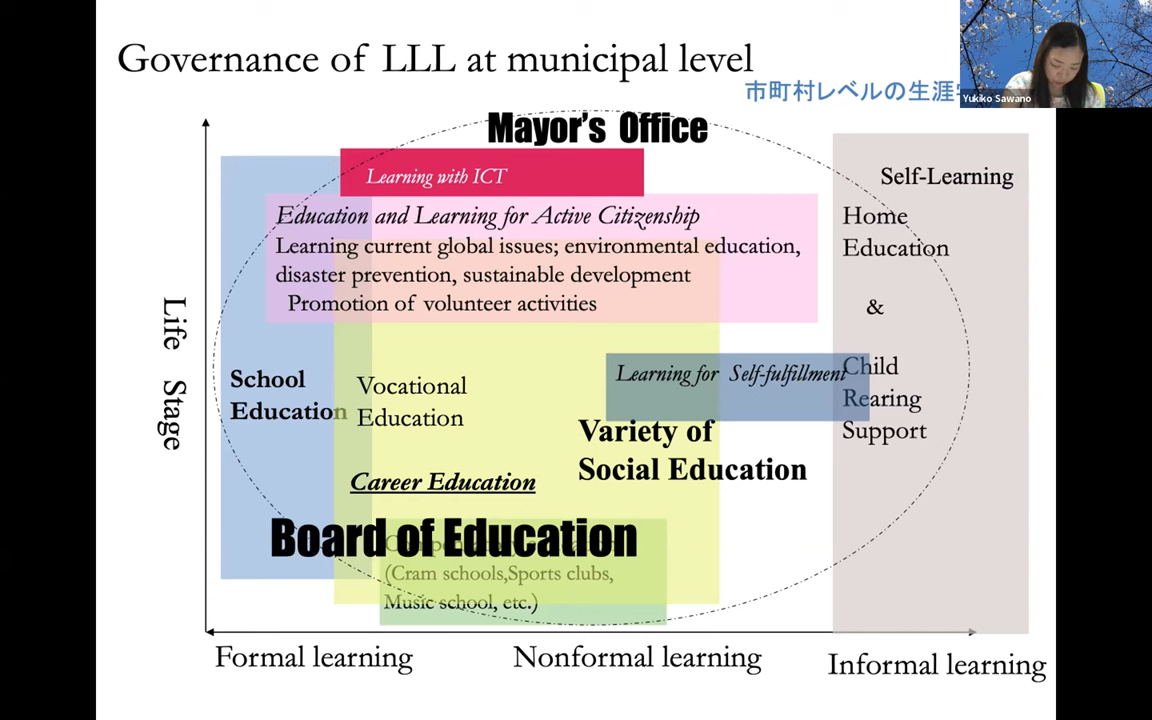 Governance of LLL at municipal level
市町村レベルの生涯
Yukiko Sawano
Mayor's Office
Learning with ICT
Education and Learning for Active Citizenship
Learning current global issues; environmental education,
disaster prevention, sustainable development
Promotion of volunteer activities
Self-Learning
Home
Education
&
Child
Rearing
Support
Life Stage
School
Education
Vocational
Education
Career Education
Learning for Self-fulfillment
Variety of
Social Education
Board of Education
(Cram schools,Sports clubs,
Music school, etc.)
Formal learning
Nonformal learning
Informal learning